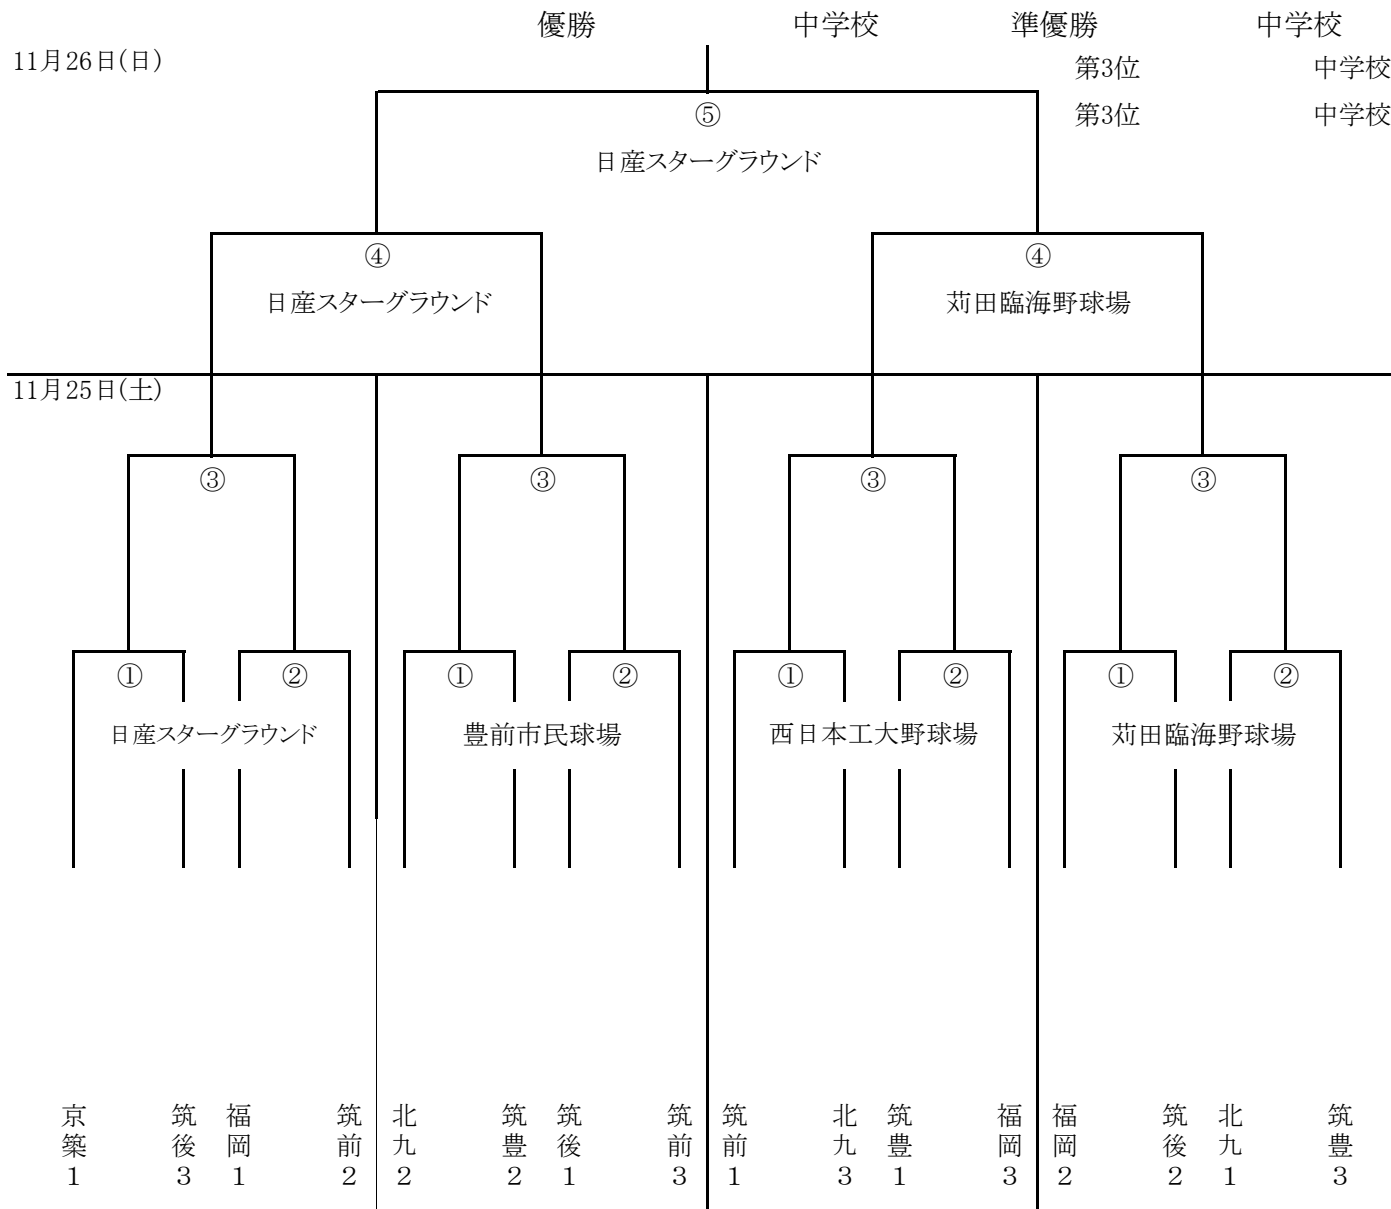 優勝 中学校 準優勝 中学校
11月26日(日)
第3位 中学校
⑤ 第3位 中学校
日産スターグラウンド
④ ④
日産スターグラウンド 苅田臨海野球場
11月25日(土)
③ ③ ③ ③
① ② ① ② ① ② ① ②
日産スターグラウンド 豊前市民球場 西日本工大野球場 苅田臨海野球場
京築1
筑後3
福岡1
筑前2
北九2
筑豊2
筑後1
筑前3
筑前1
北九3
筑豊1
福岡3
福岡2
筑後2
北九1
筑豊3